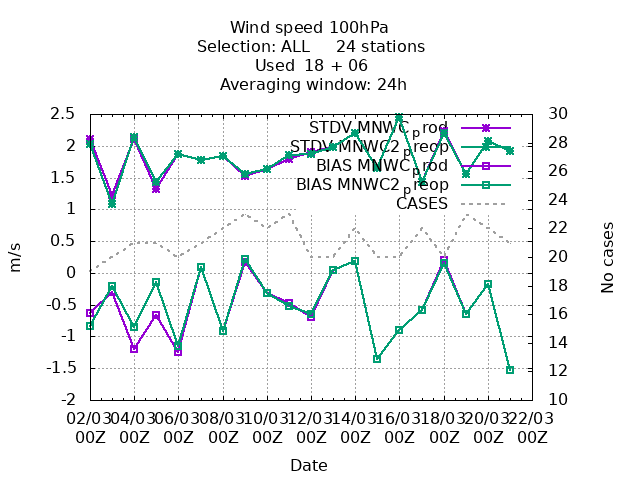 Wind speed 100hPa
Selection: ALL 24 stations
Used 18 + 06
Averaging window: 24h
2.5
2
1.5
1
0.5
0
-0.5
-1
-1.5
-2
m/s
30
28
26
24
22
20
18
16
14
12
10
No cases
STDV MNWC_prod
STDV MNWC2_preop
BIAS MNWC_prod
BIAS MNWC2_preop
CASES
02/03 04/03 06/03 08/03 10/03 12/03 14/03 16/03 18/03 20/03 22/03
00Z 00Z 00Z 00Z 00Z 00Z 00Z 00Z 00Z 00Z 00Z
Date